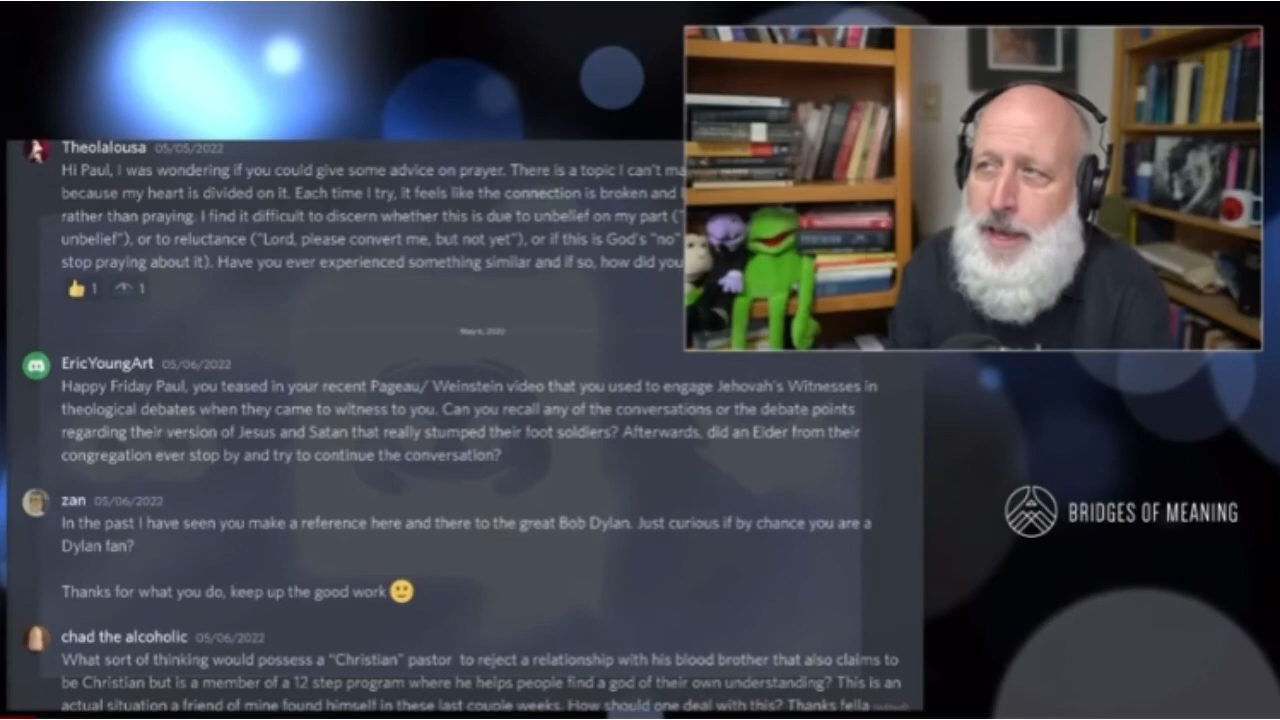 Theolalousa 05/05/2022
Hi Paul, I was wondering if you could give some advice on prayer. There is a topic I can't
because my heart is divided on it. Each time I try, it feels like the connection is broken and
rather than praying. I find it difficult to discern whether this is due to unbelief on my part
unbelief"), or to reluctance ("Lord, please convert me, but not yet"), or if this is God's "no"
stop praying about it). Have you ever experienced something similar and if so, how did you
👍 1 👁 1
May 6, 2022
EricYoungArt 05/06/2022
Happy Friday Paul, you teased in your recent Pageau/ Weinstein video that you used to engage Jehovah's Witnesses in
theological debates when they came to witness to you. Can you recall any of the conversations or the debate points
regarding their version of Jesus and Satan that really stumped their foot soldiers? Afterwards, did an Elder from their
congregation ever stop by and try to continue the conversation?
zan 05/06/2022
In the past I have seen you make a reference here and there to the great Bob Dylan. Just curious if by chance you are a
Dylan fan?
Thanks for what you do, keep up the good work 🙂
chad the alcoholic 05/06/2022
What sort of thinking would possess a "Christian" pastor to reject a relationship with his blood brother that also claims to
be Christian but is a member of a 12 step program where he helps people find a god of their own understanding? This is an
actual situation a friend of mine found himself in these last couple weeks. How should one deal with this? Thanks fella
BRIDGES OF MEANING